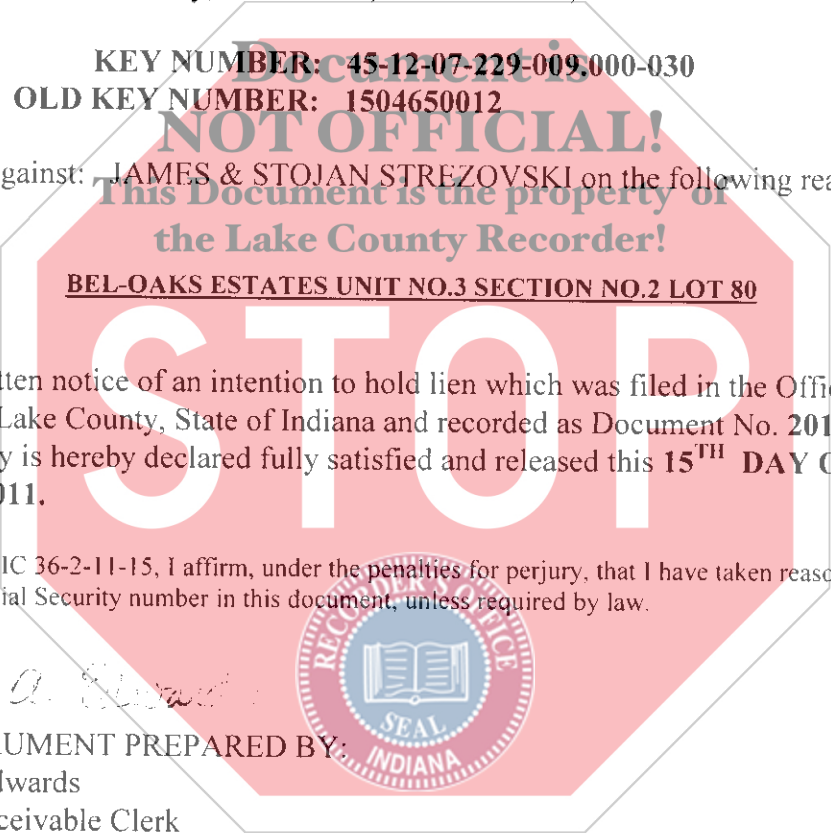 KEY NUMBER: 45-12-07-229-009.000-030
Document is
OLD KEY NUMBER: 1504650012
NOT OFFICIAL!
gainst: JAMES & STOJAN STREZOVSKI on the following rea
This Document is the property of
the Lake County Recorder!
BEL-OAKS ESTATES UNIT NO.3 SECTION NO.2 LOT 80
STOP
tten notice of an intention to hold lien which was filed in the Offi
Lake County, State of Indiana and recorded as Document No. 201
y is hereby declared fully satisfied and released this 15TH DAY
011.
IC 36-2-11-15, I affirm, under the penalties for perjury, that I have taken reaso
ial Security number in this document, unless required by law.
RECORDER'S OFFICE
SEAL
INDIANA
a.
UMENT PREPARED BY:
dwards
ceivable Clerk